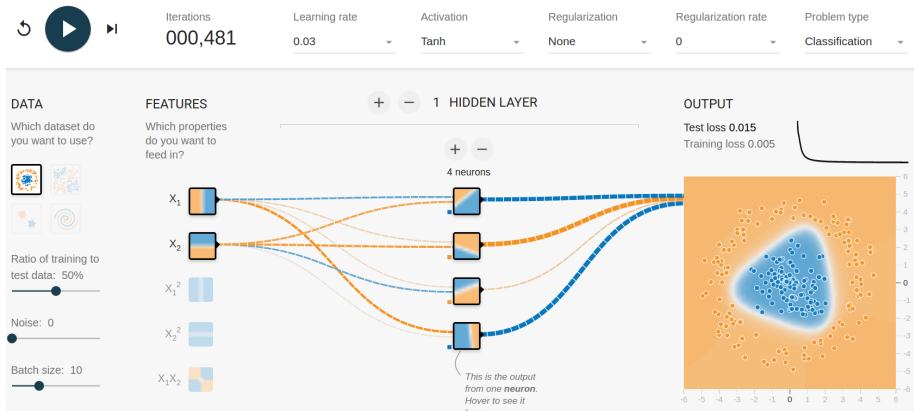 Iterations
000,481
Learning rate
0.03
Activation
Tanh
Regularization
None
Regularization rate
0
Problem type
Classification
DATA
Which dataset do
you want to use?
Ratio of training to
test data: 50%
Noise: 0
Batch size: 10
FEATURES
Which properties
do you want to
feed in?
X₁
X₂
X₁²
X₂²
X₁X₂
+ − 1 HIDDEN LAYER
+ −
4 neurons
This is the output
from one neuron.
Hover to see it
OUTPUT
Test loss 0.015
Training loss 0.005
6
5
4
3
2
1
0
-1
-2
-3
-4
-5
-6
-6 -5 -4 -3 -2 -1 0 1 2 3 4 5 6